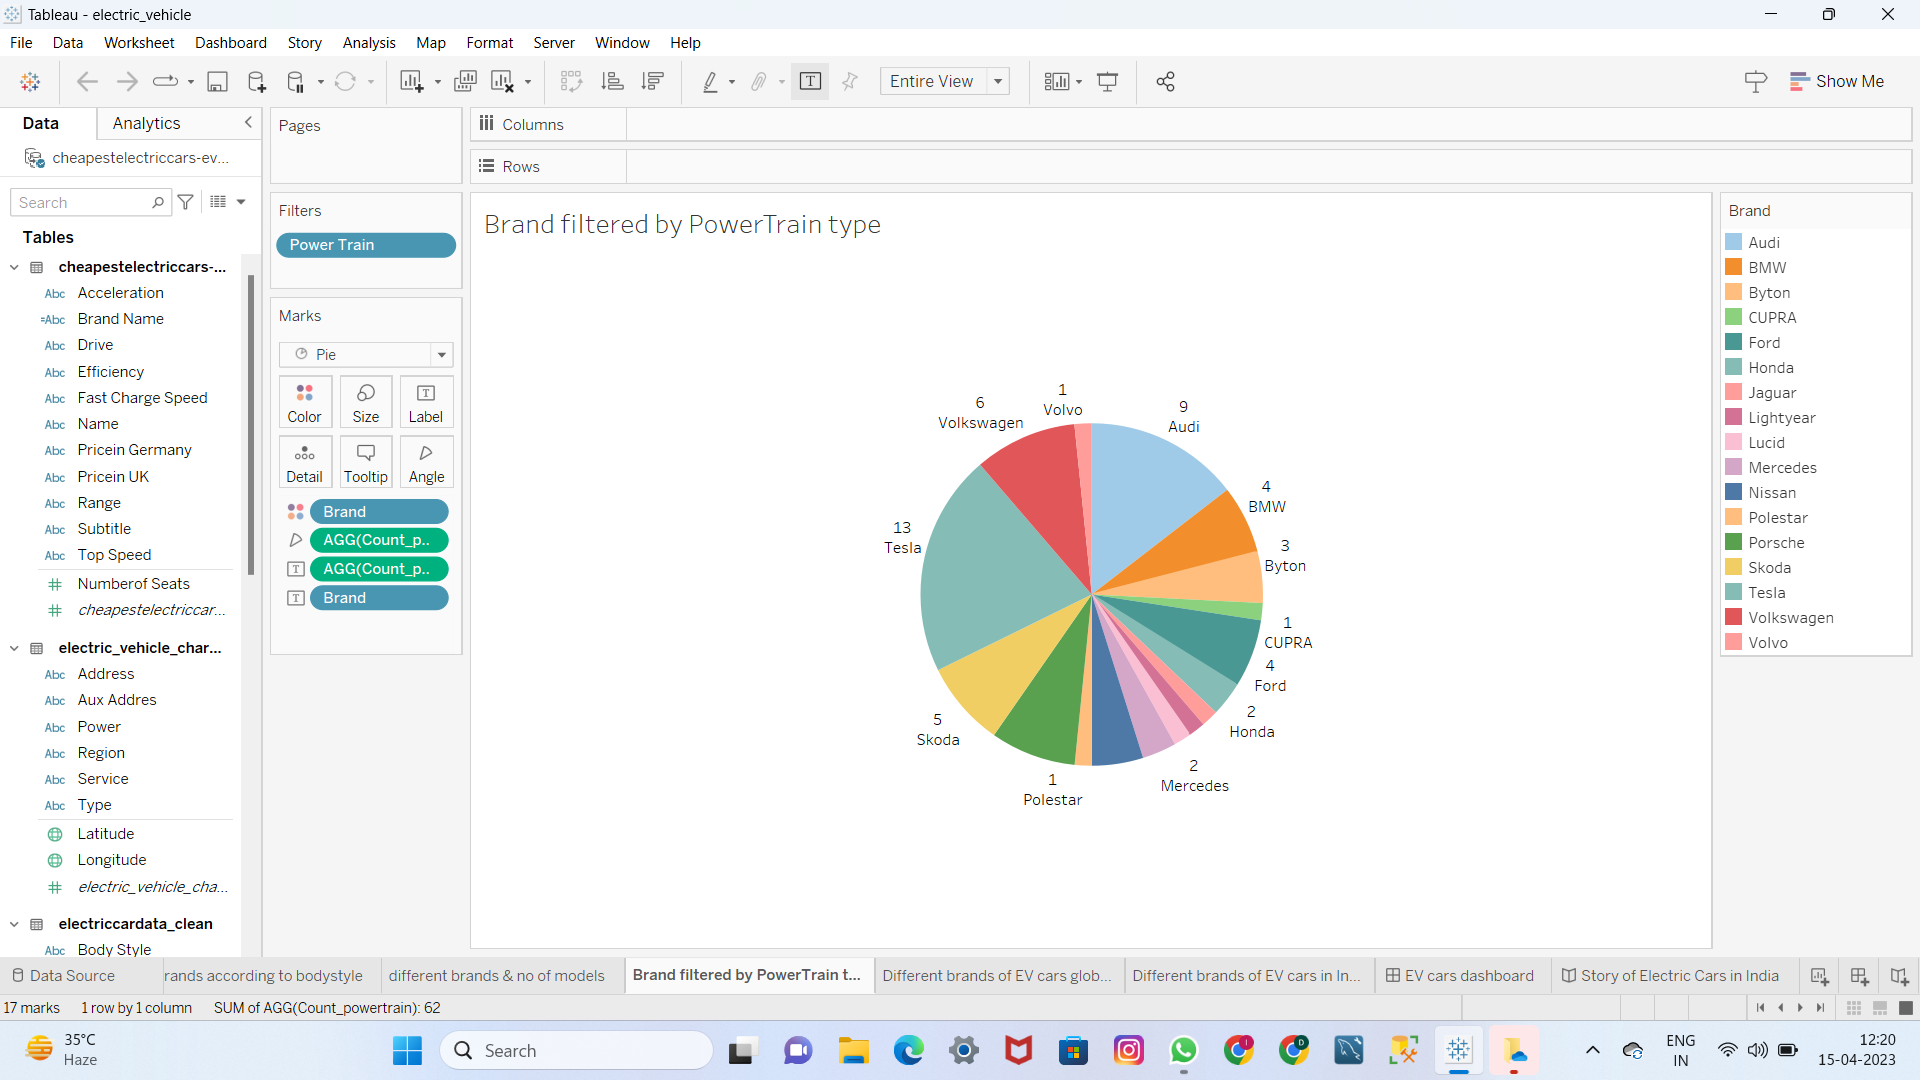 Tableau - electric_vehicle
File Data Worksheet Dashboard Story Analysis Map Format Server Window Help
Entire View
Show Me
Data Analytics
cheapestelectriccars-ev...
Search
Tables
cheapestelectriccars-...
Abc Acceleration
=Abc Brand Name
Abc Drive
Abc Efficiency
Abc Fast Charge Speed
Abc Name
Abc Pricein Germany
Abc Pricein UK
Abc Range
Abc Subtitle
Abc Top Speed
# Numberof Seats
# cheapestelectriccar...
electric_vehicle_char...
Abc Address
Abc Aux Addres
Abc Power
Abc Region
Abc Service
Abc Type
Latitude
Longitude
# electric_vehicle_cha...
electriccardata_clean
Abc Body Style
Pages
Filters
Power Train
Marks
Pie
Color Size Label
Detail Tooltip Angle
Brand
AGG(Count_p..
AGG(Count_p..
Brand
Columns
Rows
Brand filtered by PowerTrain type
1
Volvo
6
Volkswagen
9
Audi
4
BMW
13
Tesla
3
Byton
1
CUPRA
4
Ford
2
Honda
5
Skoda
2
Mercedes
1
Polestar
Brand
Audi
BMW
Byton
CUPRA
Ford
Honda
Jaguar
Lightyear
Lucid
Mercedes
Nissan
Polestar
Porsche
Skoda
Tesla
Volkswagen
Volvo
Data Source rands according to bodystyle different brands & no of models Brand filtered by PowerTrain t... Different brands of EV cars glob... Different brands of EV cars in In... EV cars dashboard Story of Electric Cars in India
17 marks 1 row by 1 column SUM of AGG(Count_powertrain): 62
35°C
Haze
Search
ENG
IN
12:20
15-04-2023